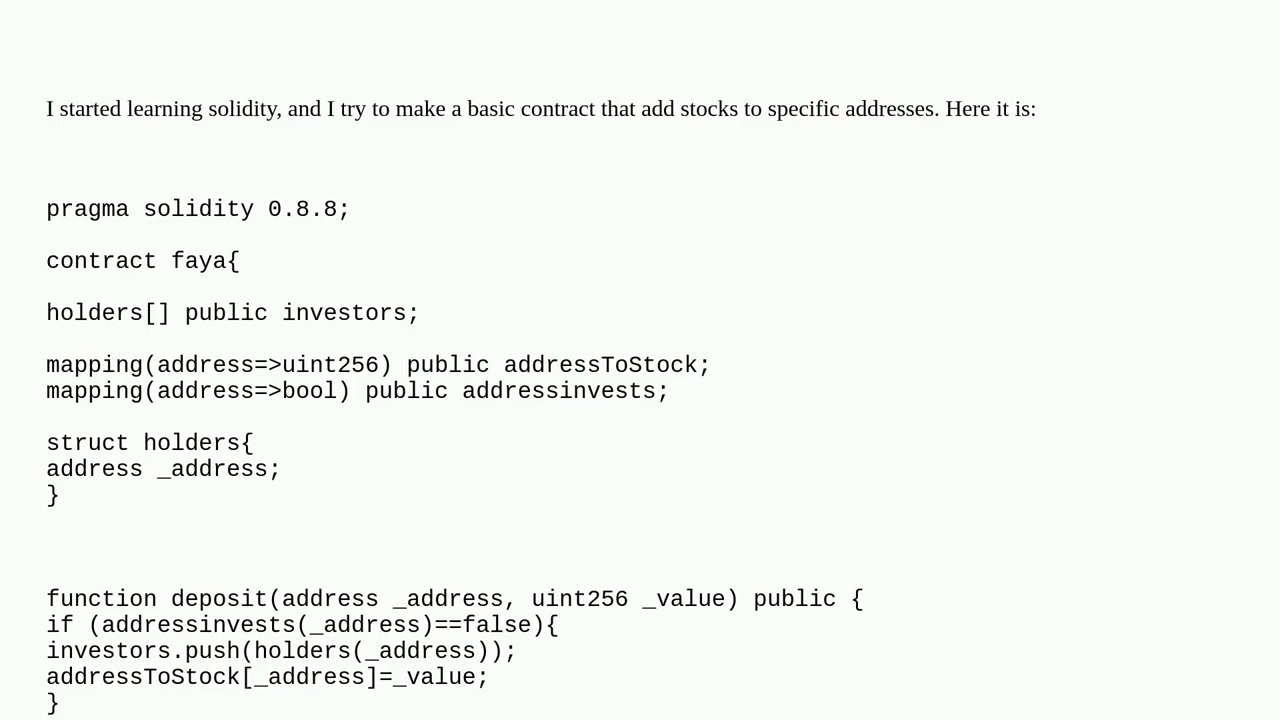 I started learning solidity, and I try to make a basic contract that add stocks to specific addresses. Here it is:
pragma solidity 0.8.8;
contract faya{
holders[] public investors;
mapping(address=>uint256) public addressToStock;
mapping(address=>bool) public addressinvests;
struct holders{
address _address;
}
function deposit(address _address, uint256 _value) public {
if (addressinvests(_address)==false){
investors.push(holders(_address));
addressToStock[_address]=_value;
}